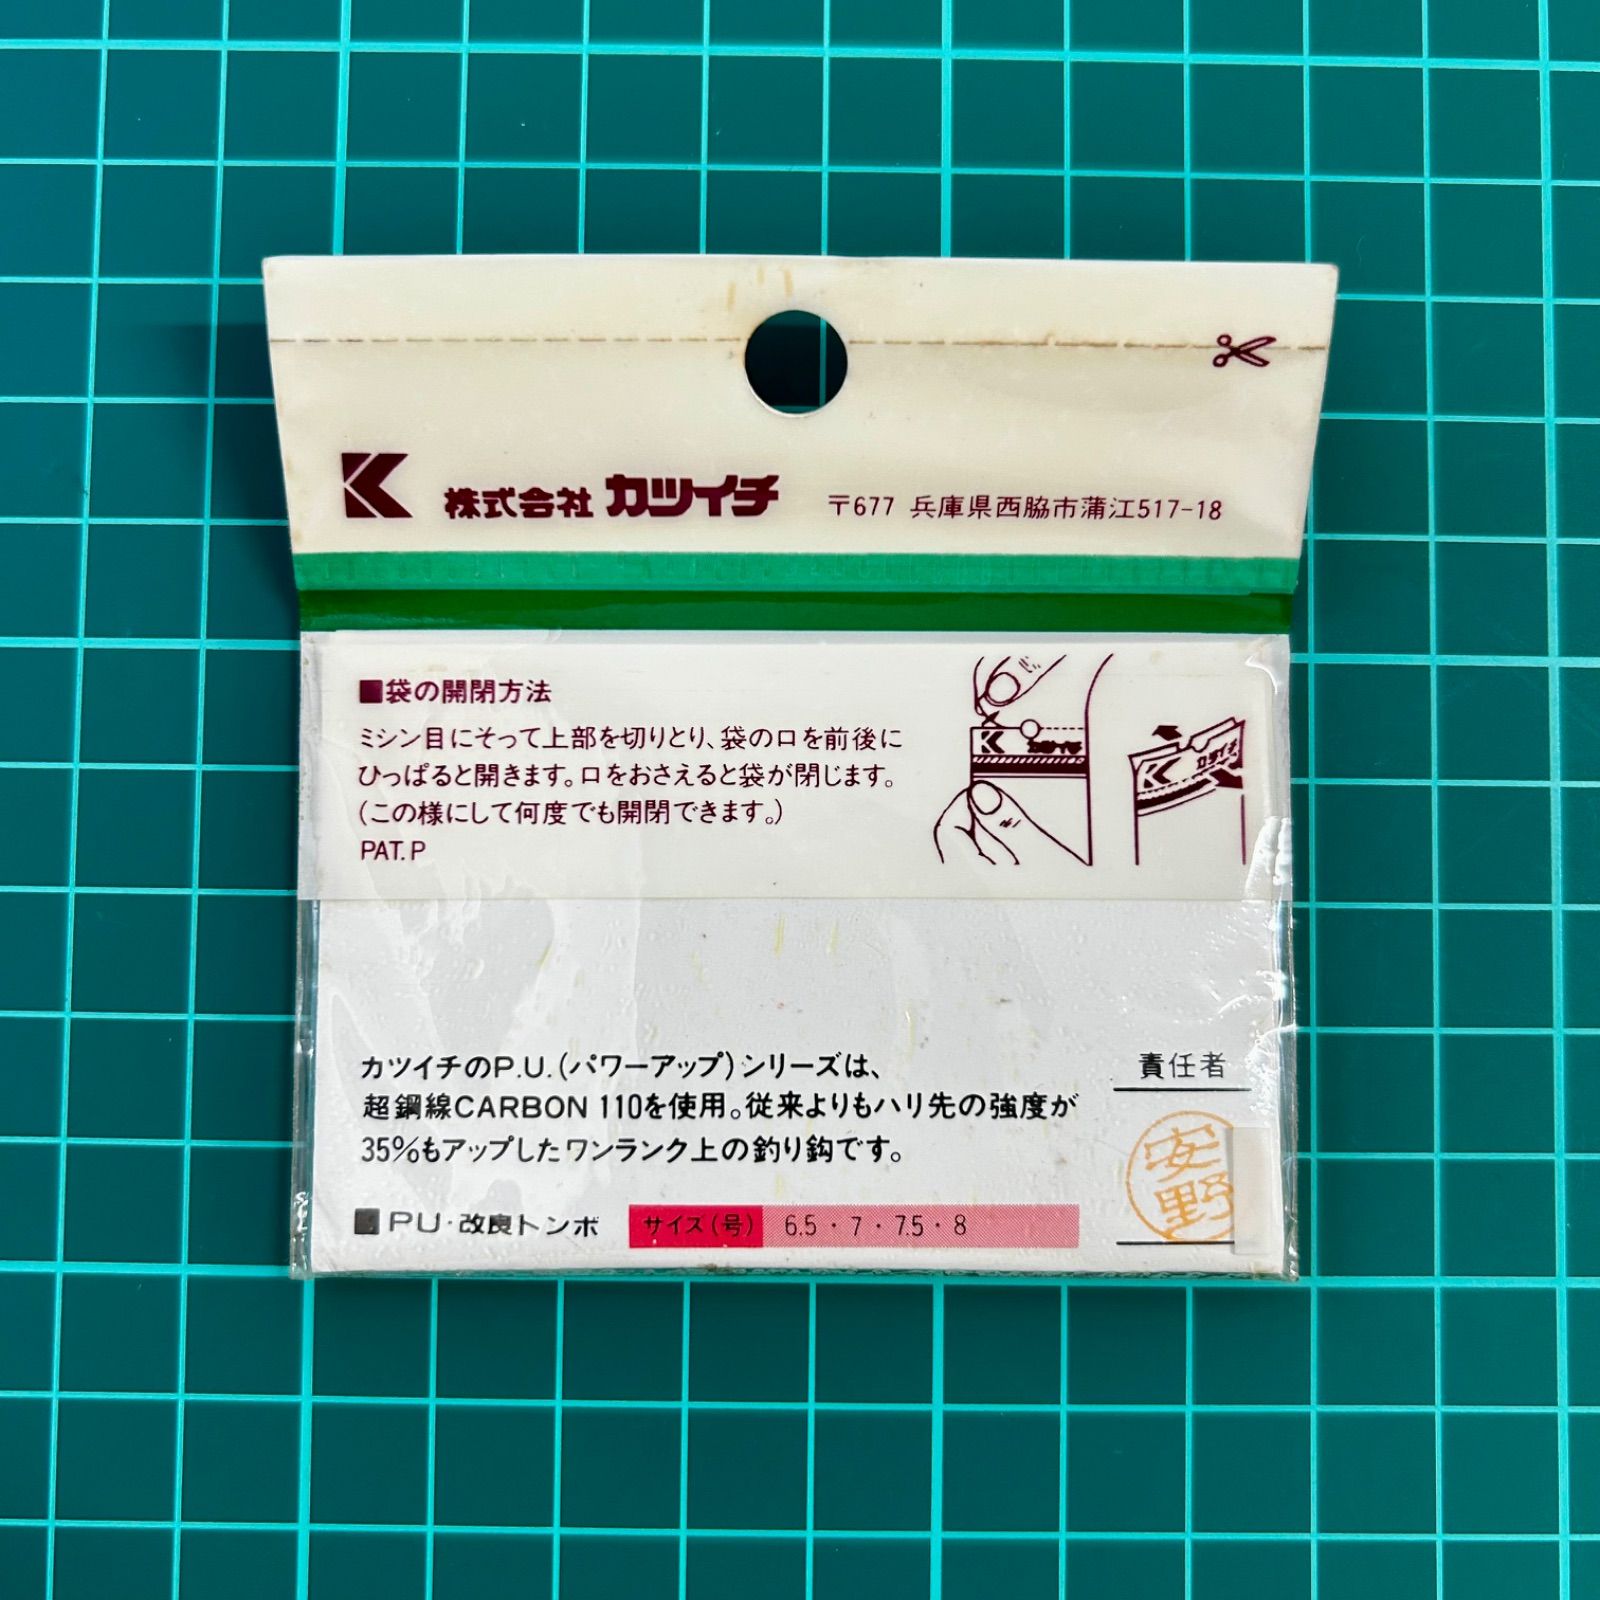 K 株式会社 カツイチ 〒677 兵庫県西脇市蒲江517-18
■袋の開閉方法
ミシン目にそって上部を切りとり、袋の口を前後に
ひっぱると開きます。口をおさえると袋が閉じます。
(この様にして何度でも開閉できます。)
PAT.P
K カツイチ
K カツイチ
カツイチのP.U.(パワーアップ)シリーズは、
超鋼線CARBON 110を使用。従来よりもハリ先の強度が
35%もアップしたワンランク上の釣り鈎です。
■PU・改良トンボ サイズ(号) 6.5・7・7.5・8
責任者
安野